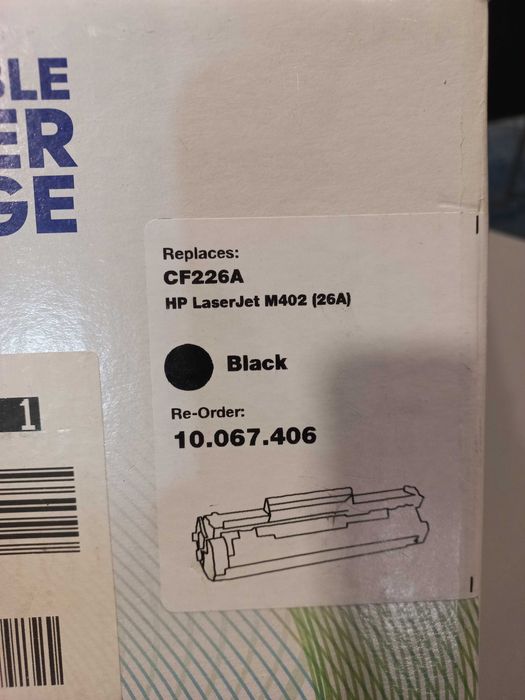 BLE
ER
GE
Replaces:
CF226A
HP LaserJet M402 (26A)
Black
Re-Order:
10.067.406
1